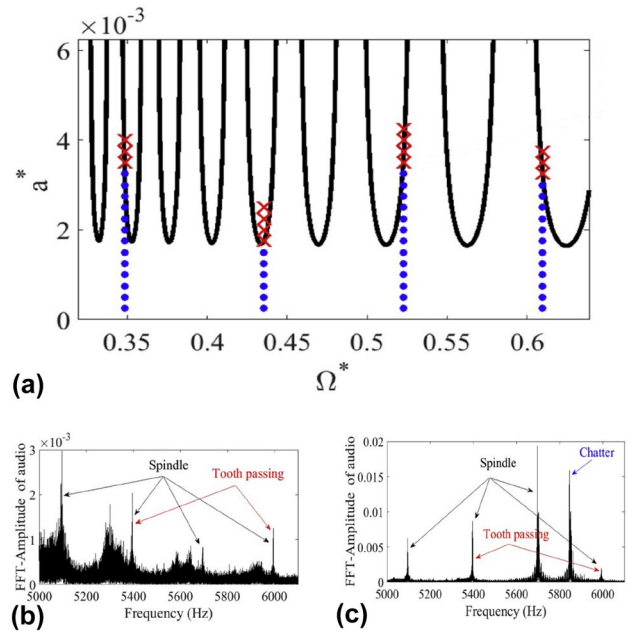 ×10⁻³
6
4
2
0
a*
0.35 0.4 0.45 0.5 0.55 0.6
Ω*
(a)
×10⁻³
3
2
1
0
FFT-Amplitude of audio
Spindle
Tooth passing
5000 5200 5400 5600 5800 6000
Frequency (Hz)
(b)
0.02
0.015
0.01
0.005
0
FFT-Amplitude of audio
Chatter
Spindle
Tooth passing
5000 5200 5400 5600 5800 6000
Frequency (Hz)
(c)